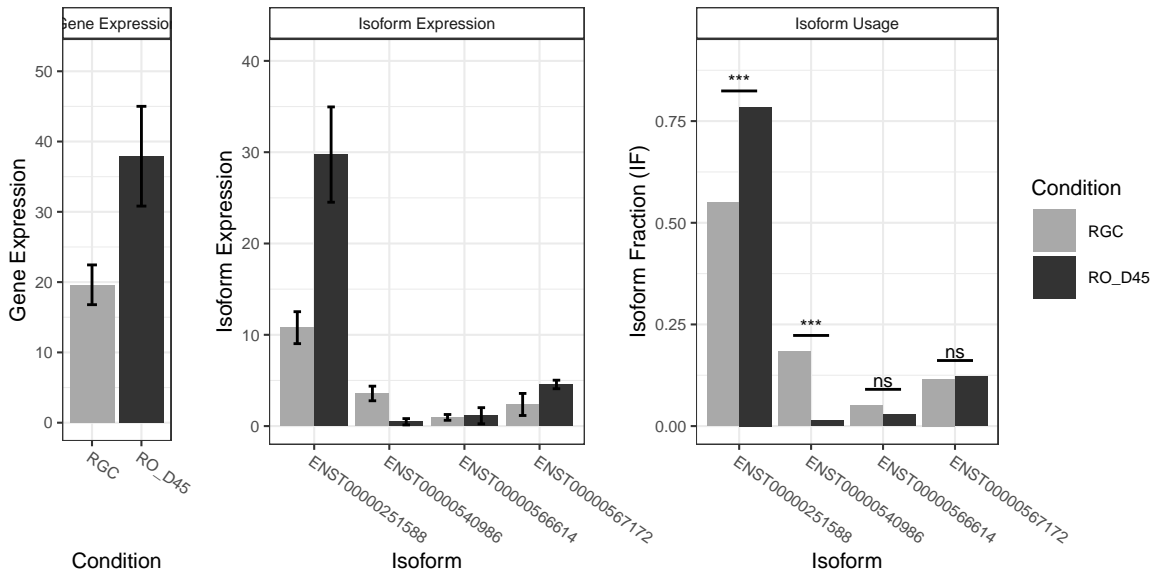 Gene Expression
Isoform Expression
Isoform Usage
Gene Expression
50
40
30
20
10
0
RGC
RO_D45
Condition
Isoform Expression
40
30
20
10
0
ENST00000251588
ENST00000540986
ENST00000566614
ENST00000567172
Isoform
Isoform Fraction (IF)
0.75
0.50
0.25
0.00
***
***
ns
ns
ENST00000251588
ENST00000540986
ENST00000566614
ENST00000567172
Isoform
Condition
RGC
RO_D45